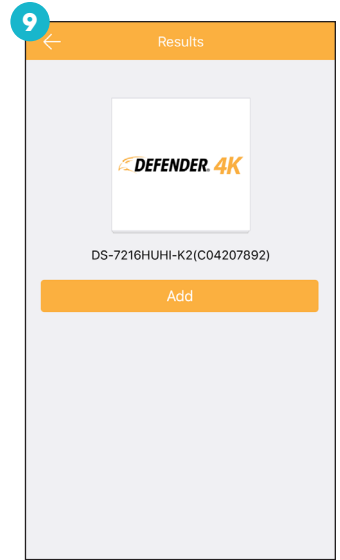 9
Results
DEFENDER. 4K
DS-7216HUHI-K2(C04207892)
Add